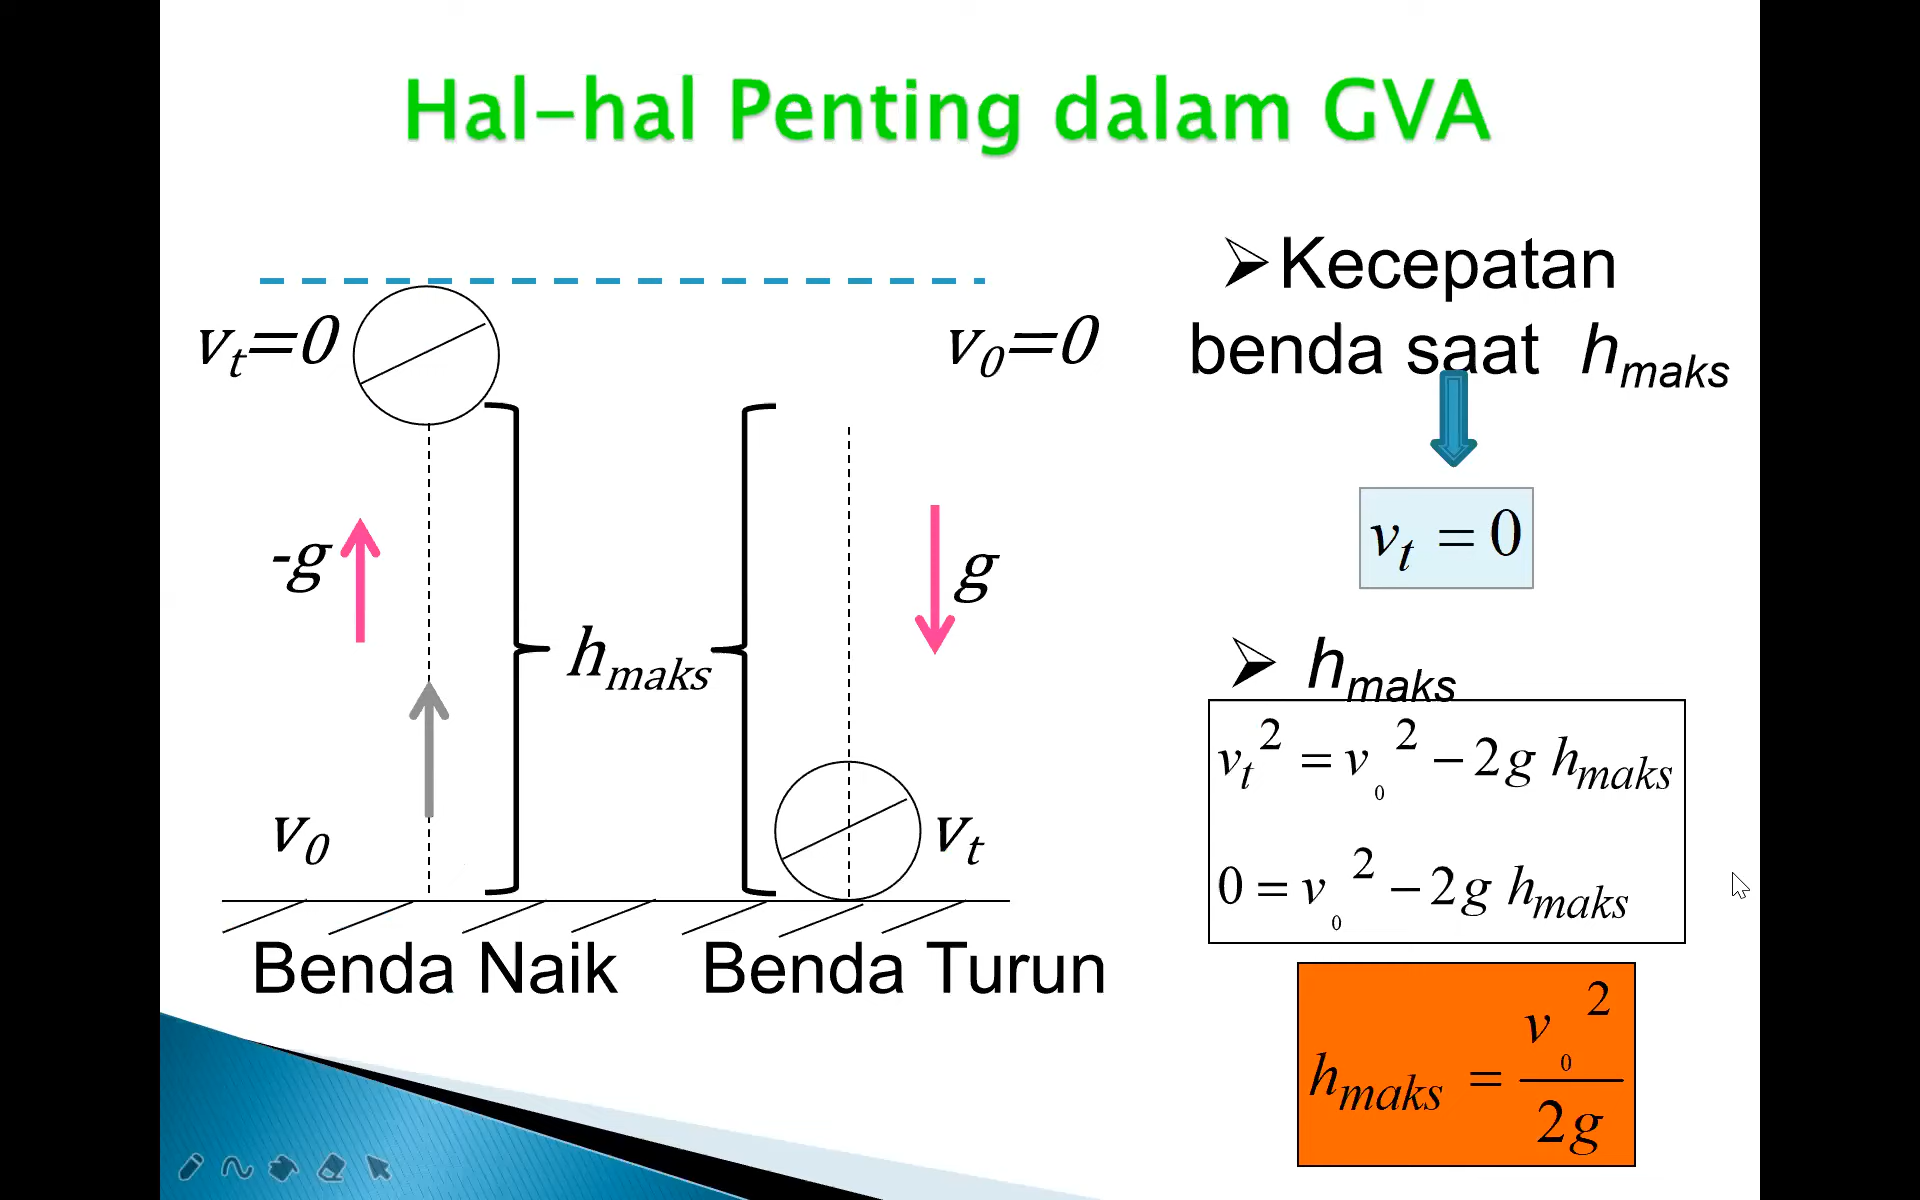 Hal-hal Penting dalam GVA
vₜ=0
v₀=0
-g
g
hₘₐₖₛ
v₀
vₜ
Benda Naik
Benda Turun
➢Kecepatan
benda saat hₘₐₖₛ
vₜ = 0
➢ hₘₐₖₛ
vₜ² = v₀² − 2g hₘₐₖₛ
0 = v₀² − 2g hₘₐₖₛ
hₘₐₖₛ = v₀² / 2g